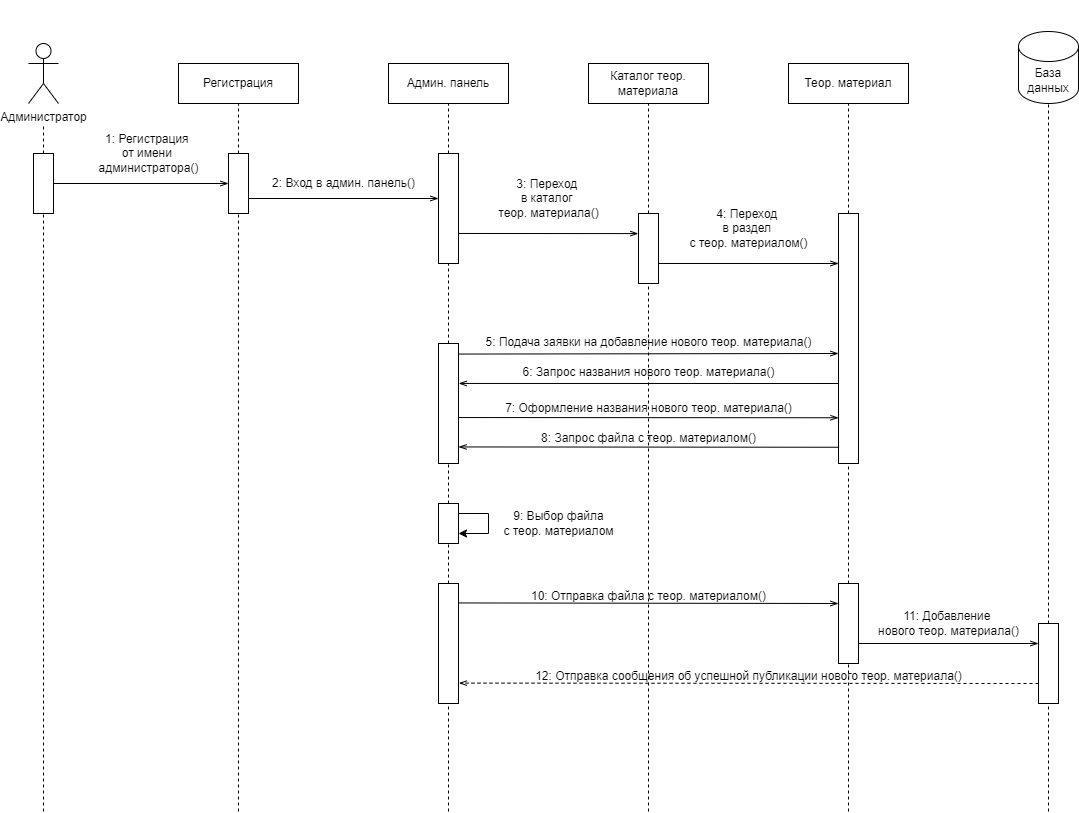 Администратор
Регистрация
Админ. панель
Каталог теор.
материала
Теор. материал
База
данных
1: Регистрация
от имени
администратора()
2: Вход в админ. панель()
3: Переход
в каталог
теор. материала()
4: Переход
в раздел
с теор. материалом()
5: Подача заявки на добавление нового теор. материала()
6: Запрос названия нового теор. материала()
7: Оформление названия нового теор. материала()
8: Запрос файла с теор. материалом()
9: Выбор файла
с теор. материалом
10: Отправка файла с теор. материалом()
11: Добавление
нового теор. материала()
12: Отправка сообщения об успешной публикации нового теор. материала()